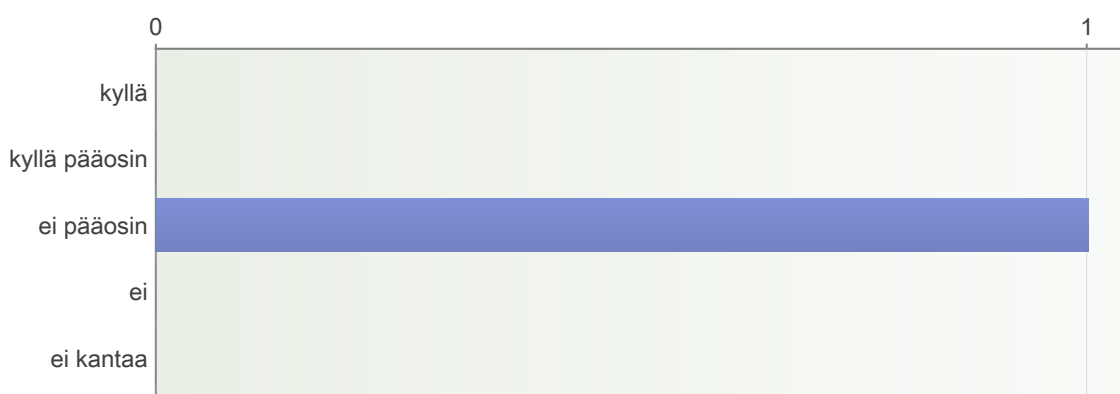 0 1
kyllä
kyllä pääosin
ei pääosin
ei
ei kantaa